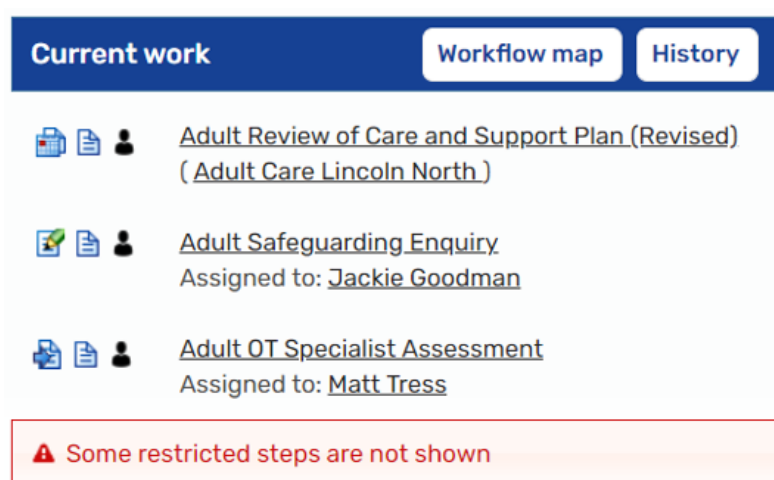 Current work
Workflow map
History
Adult Review of Care and Support Plan (Revised)
( Adult Care Lincoln North )
Adult Safeguarding Enquiry
Assigned to: Jackie Goodman
Adult OT Specialist Assessment
Assigned to: Matt Tress
Some restricted steps are not shown